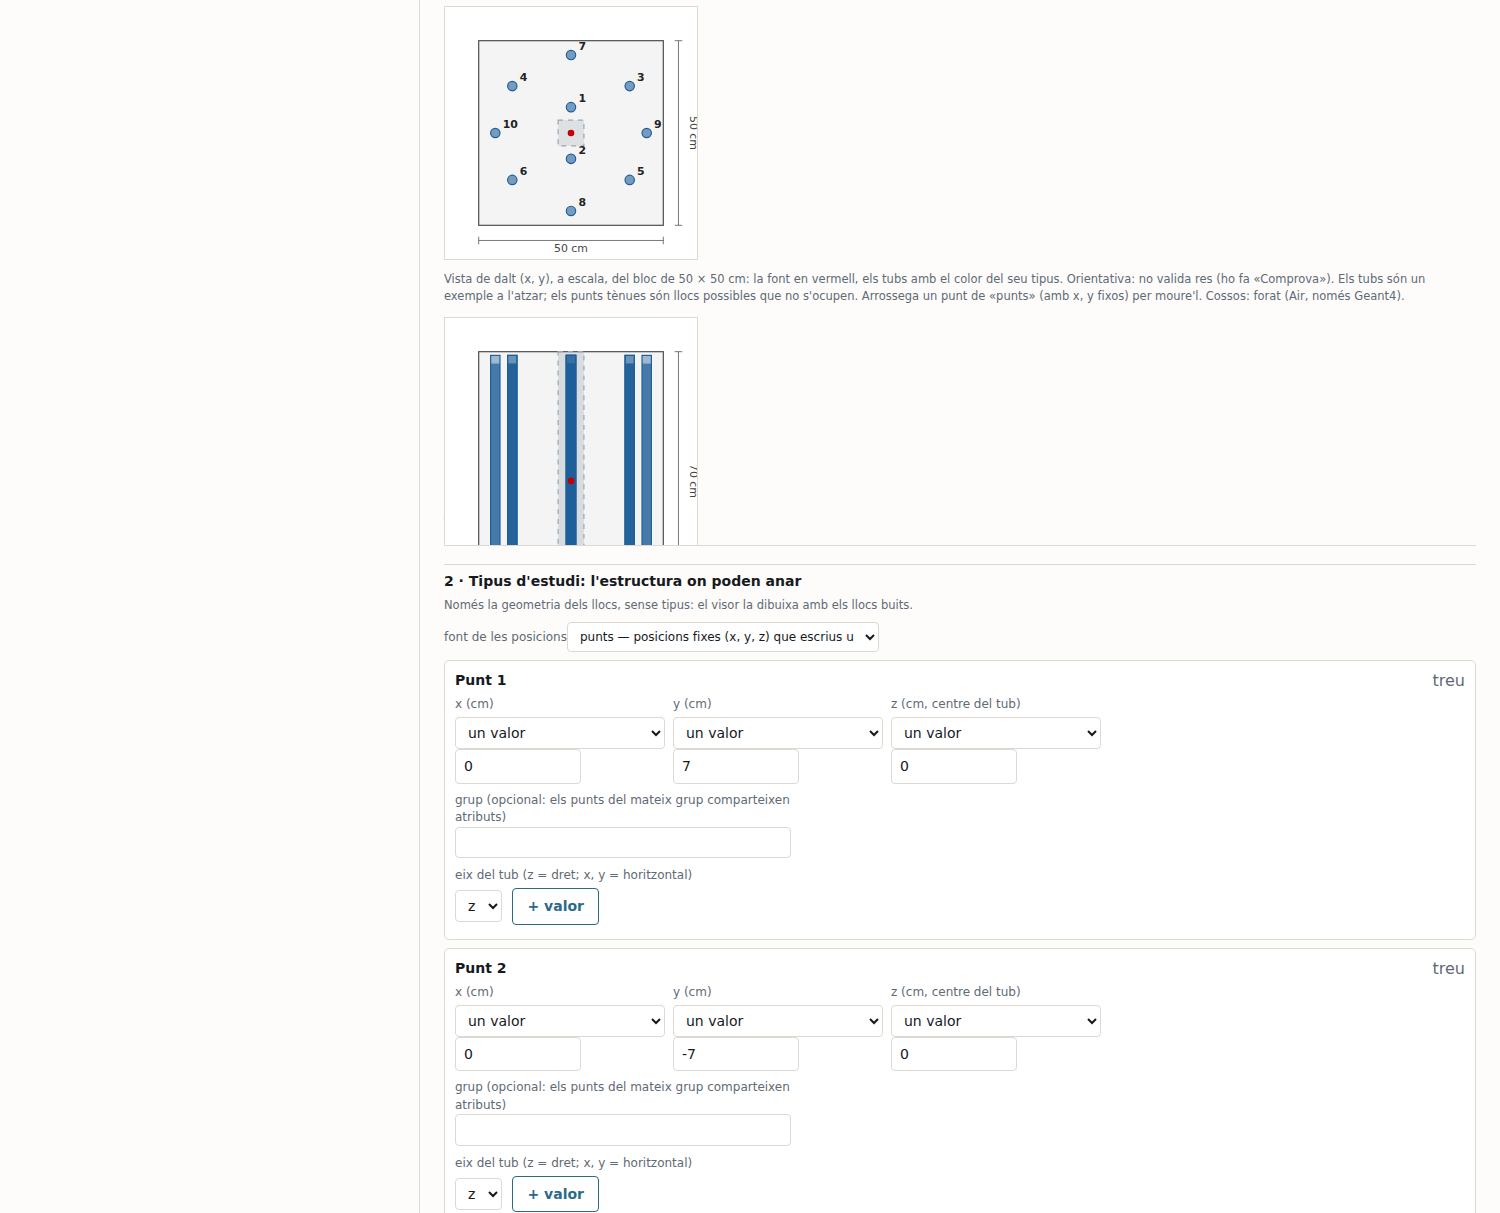 7
4
3
1
10
9
2
6
5
8
50 cm
50 cm
Vista de dalt (x, y), a escala, del bloc de 50 × 50 cm: la font en vermell, els tubs amb el color del seu tipus. Orientativa: no valida res (ho fa «Comprova»). Els tubs són un
exemple a l'atzar; els punts tènues són llocs possibles que no s'ocupen. Arrossega un punt de «punts» (amb x, y fixos) per moure'l. Cossos: forat (Air, només Geant4).
70 cm
2 · Tipus d'estudi: l'estructura on poden anar
Només la geometria dels llocs, sense tipus: el visor la dibuixa amb els llocs buits.
font de les posicions punts — posicions fixes (x, y, z) que escrius u
Punt 1 treu
x (cm) y (cm) z (cm, centre del tub)
un valor un valor un valor
0 7 0
grup (opcional: els punts del mateix grup comparteixen
atributs)
eix del tub (z = dret; x, y = horitzontal)
z + valor
Punt 2 treu
x (cm) y (cm) z (cm, centre del tub)
un valor un valor un valor
0 -7 0
grup (opcional: els punts del mateix grup comparteixen
atributs)
eix del tub (z = dret; x, y = horitzontal)
z + valor